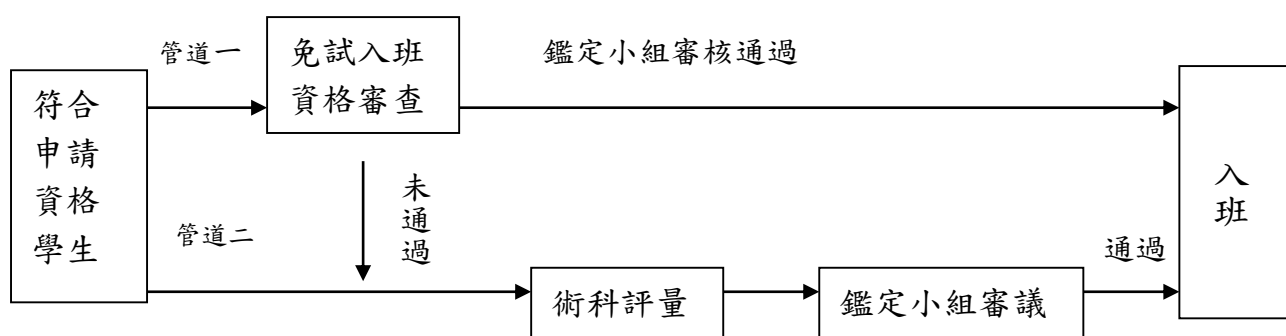 符合
申請
資格
學生
管道一
免試入班
資格審查
鑑定小組審核通過
未
通
過
管道二
術科評量
鑑定小組審議
通過
入
班